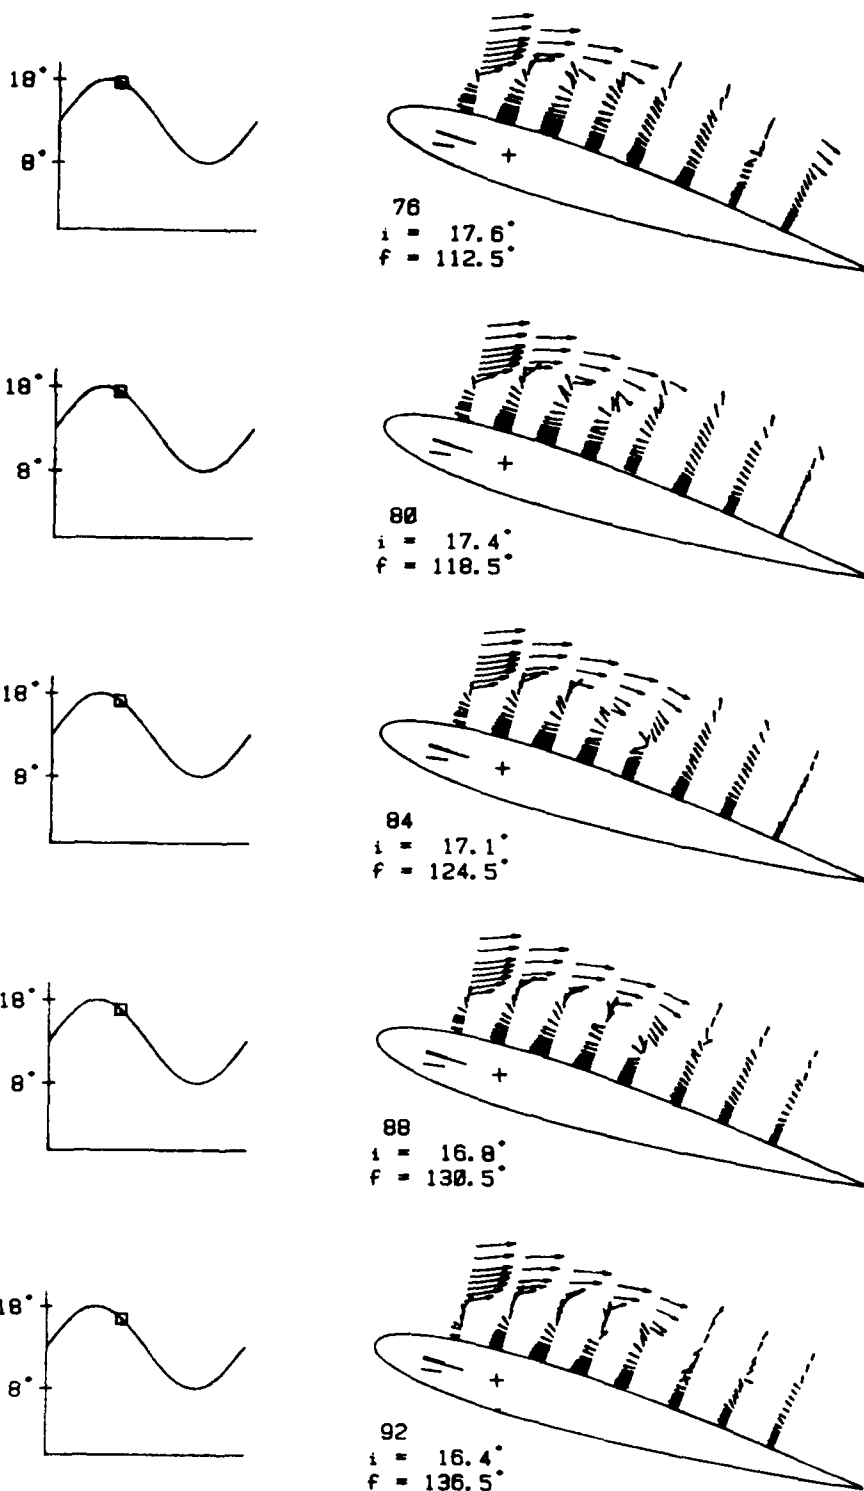 18°
8°
76
i = 17.6°
f = 112.5°
18°
8°
80
i = 17.4°
f = 118.5°
18°
8°
84
i = 17.1°
f = 124.5°
18°
8°
88
i = 16.8°
f = 130.5°
18°
8°
92
i = 16.4°
f = 136.5°